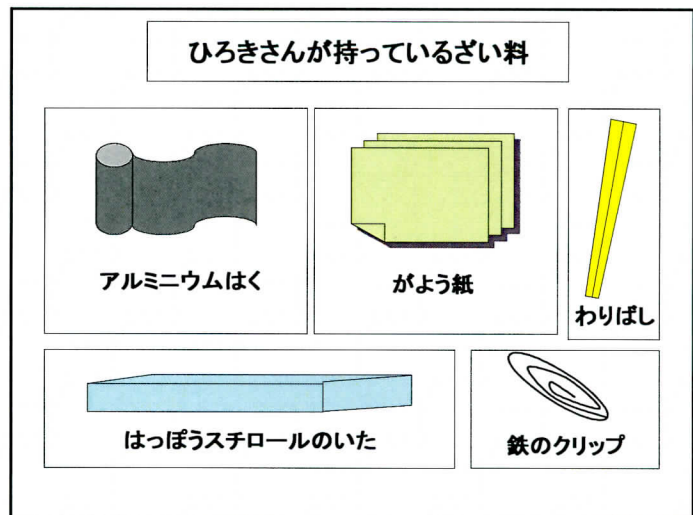 ひろきさんが持っているざい料
アルミニウムはく
がよう紙
わりばし
はっぽうスチロールのいた
鉄のクリップ